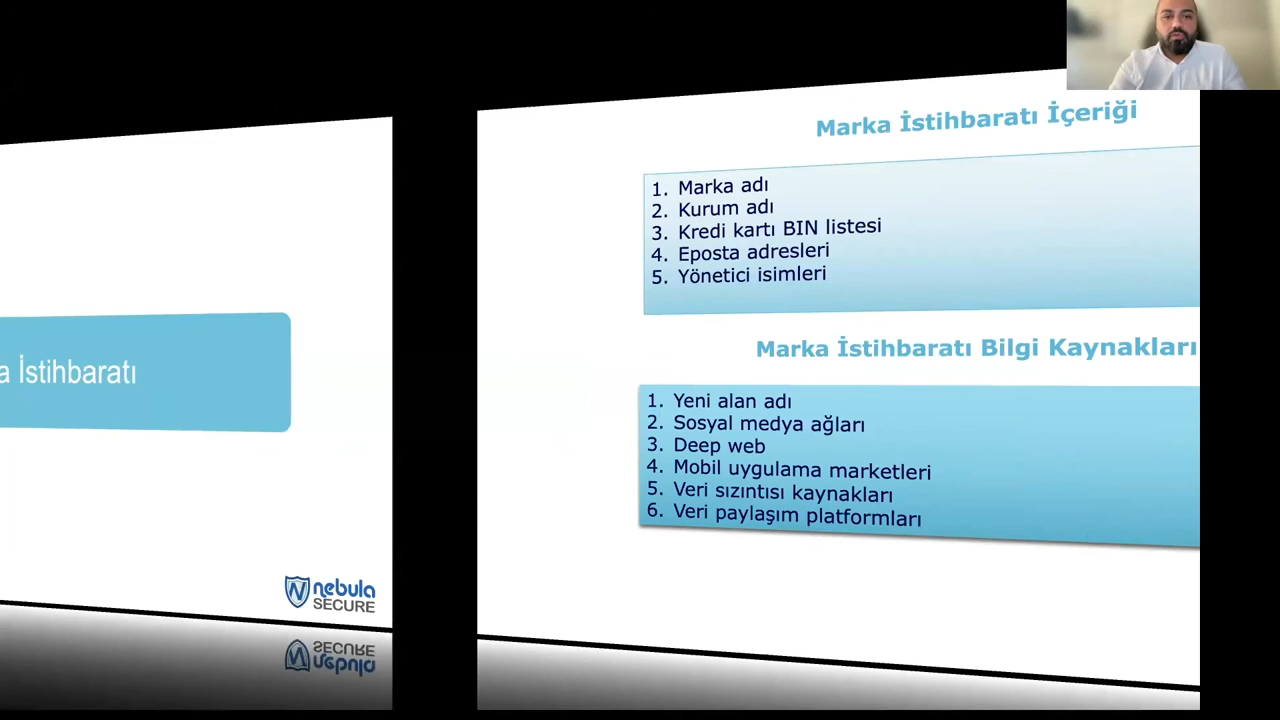 Marka İstihbaratı İçeriği
1. Marka adı
2. Kurum adı
3. Kredi kartı BIN listesi
4. Eposta adresleri
5. Yönetici isimleri
Marka İstihbaratı Bilgi Kaynakları
1. Yeni alan adı
2. Sosyal medya ağları
3. Deep web
4. Mobil uygulama marketleri
5. Veri sızıntısı kaynakları
6. Veri paylaşım platformları
a İstihbaratı
nebula
SECURE